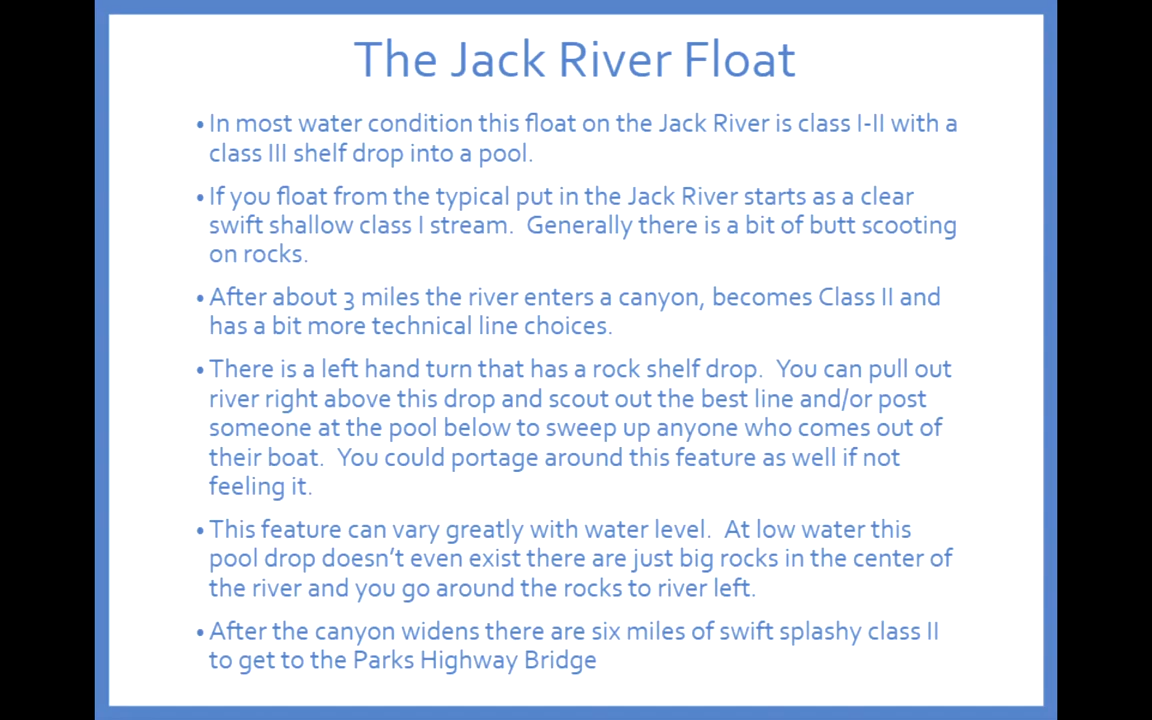 The Jack River Float
• In most water condition this float on the Jack River is class I-II with a
class III shelf drop into a pool.
• If you float from the typical put in the Jack River starts as a clear
swift shallow class I stream.  Generally there is a bit of butt scooting
on rocks.
• After about 3 miles the river enters a canyon, becomes Class II and
has a bit more technical line choices.
• There is a left hand turn that has a rock shelf drop.  You can pull out
river right above this drop and scout out the best line and/or post
someone at the pool below to sweep up anyone who comes out of
their boat.  You could portage around this feature as well if not
feeling it.
• This feature can vary greatly with water level.  At low water this
pool drop doesn’t even exist there are just big rocks in the center of
the river and you go around the rocks to river left.
• After the canyon widens there are six miles of swift splashy class II
to get to the Parks Highway Bridge